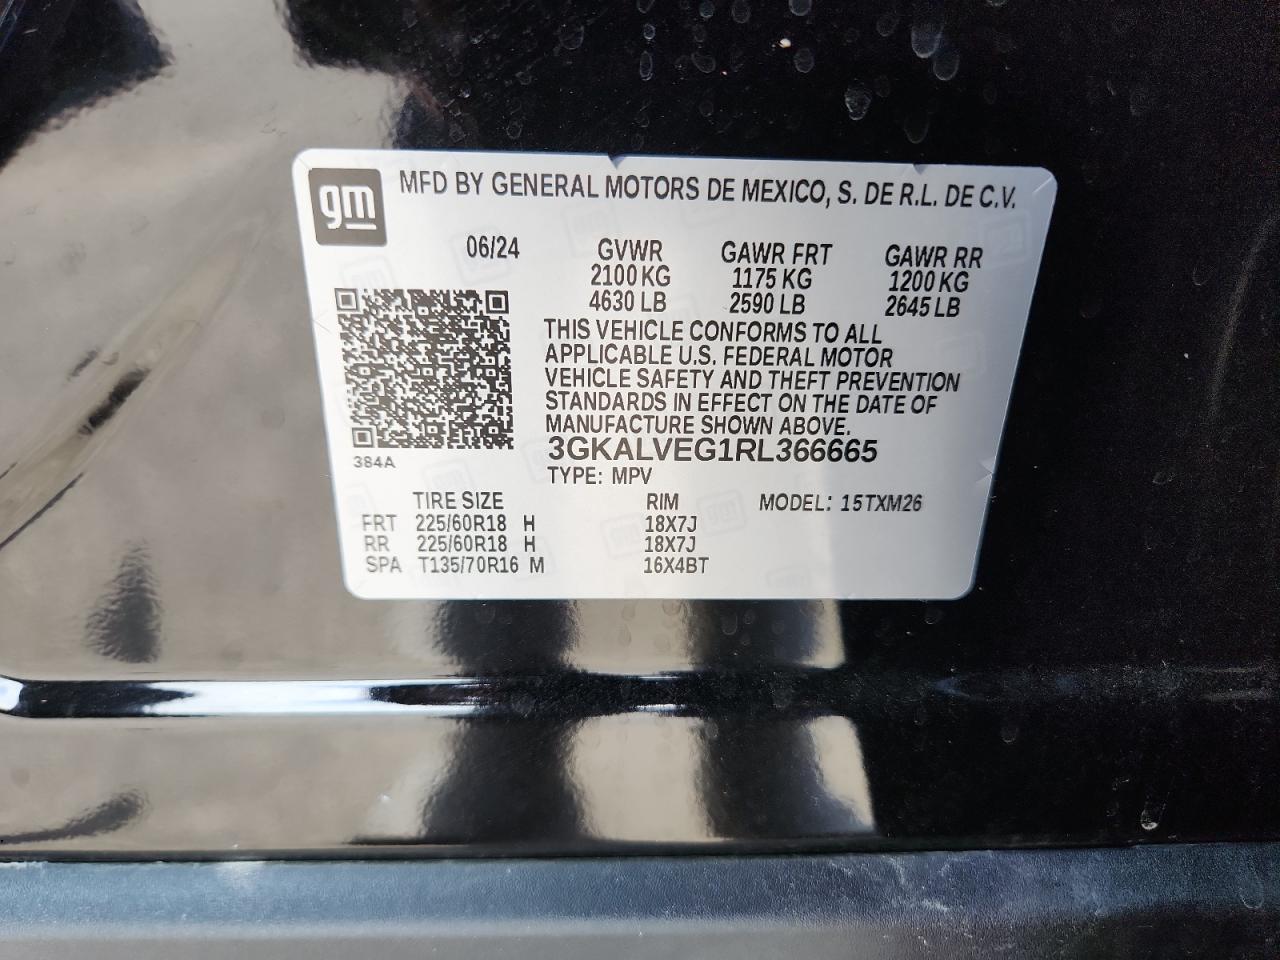 gm MFD BY GENERAL MOTORS DE MEXICO, S. DE R.L. DE C.V.
06/24 GVWR GAWR FRT GAWR RR
2100 KG 1175 KG 1200 KG
4630 LB 2590 LB 2645 LB
THIS VEHICLE CONFORMS TO ALL
APPLICABLE U.S. FEDERAL MOTOR
VEHICLE SAFETY AND THEFT PREVENTION
STANDARDS IN EFFECT ON THE DATE OF
MANUFACTURE SHOWN ABOVE.
3GKALVEG1RL366665
384A
TYPE: MPV
TIRE SIZE RIM MODEL: 15TXM26
FRT 225/60R18 H 18X7J
RR 225/60R18 H 18X7J
SPA T135/70R16 M 16X4BT